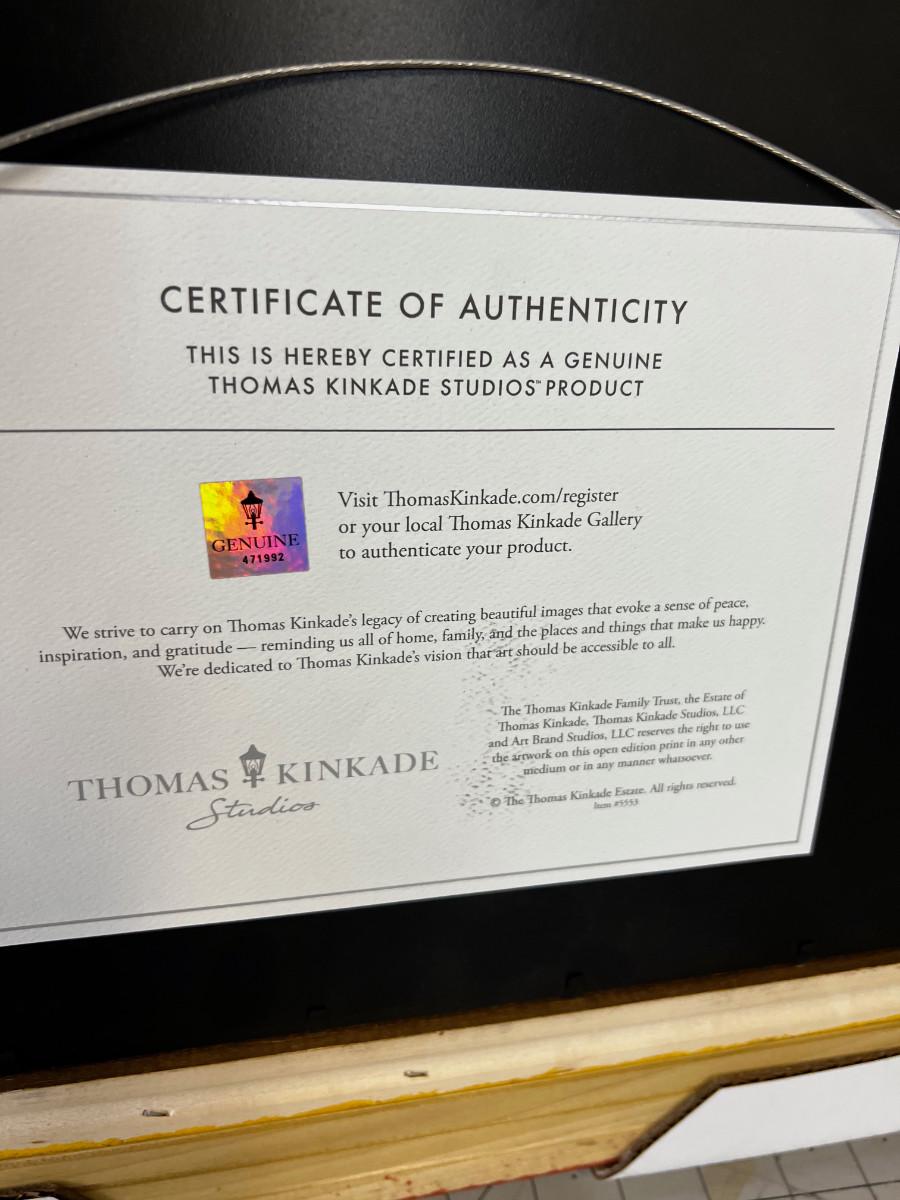 CERTIFICATE OF AUTHENTICITY
THIS IS HEREBY CERTIFIED AS A GENUINE
THOMAS KINKADE STUDIOS™ PRODUCT
GENUINE
471992
Visit ThomasKinkade.com/register
or your local Thomas Kinkade Gallery
to authenticate your product.
We strive to carry on Thomas Kinkade's legacy of creating beautiful images that evoke a sense of peace,
inspiration, and gratitude — reminding us all of home, family, and the places and things that make us happy.
We're dedicated to Thomas Kinkade's vision that art should be accessible to all.
THOMAS KINKADE
Studios
The Thomas Kinkade Family Trust, the Estate of
Thomas Kinkade, Thomas Kinkade Studios, LLC
and Art Brand Studios, LLC reserves the right to use
the artwork on this open edition print in any other
medium or in any manner whatsoever.
© The Thomas Kinkade Estate. All rights reserved.
Item #5553